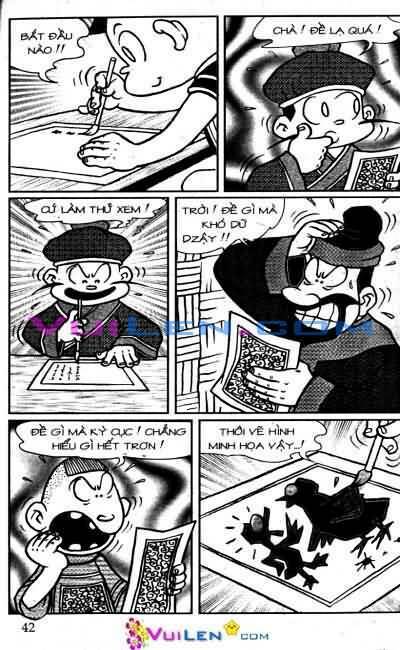 BẮT ĐẦU
NÀO !!
CHÀ ! ĐỀ LẠ QUÁ !
CỨ LÀM THỬ XEM !
TRỜI ! ĐỀ GÌ MÀ
KHÓ DỮ
DZẬY !!
VuiLen.com
ĐỀ GÌ MÀ KỲ CỤC ! CHẲNG
HIỂU GÌ HẾT TRƠN !
THÔI VẼ HÌNH
MINH HỌA VẬY...!
42
VuiLen.com